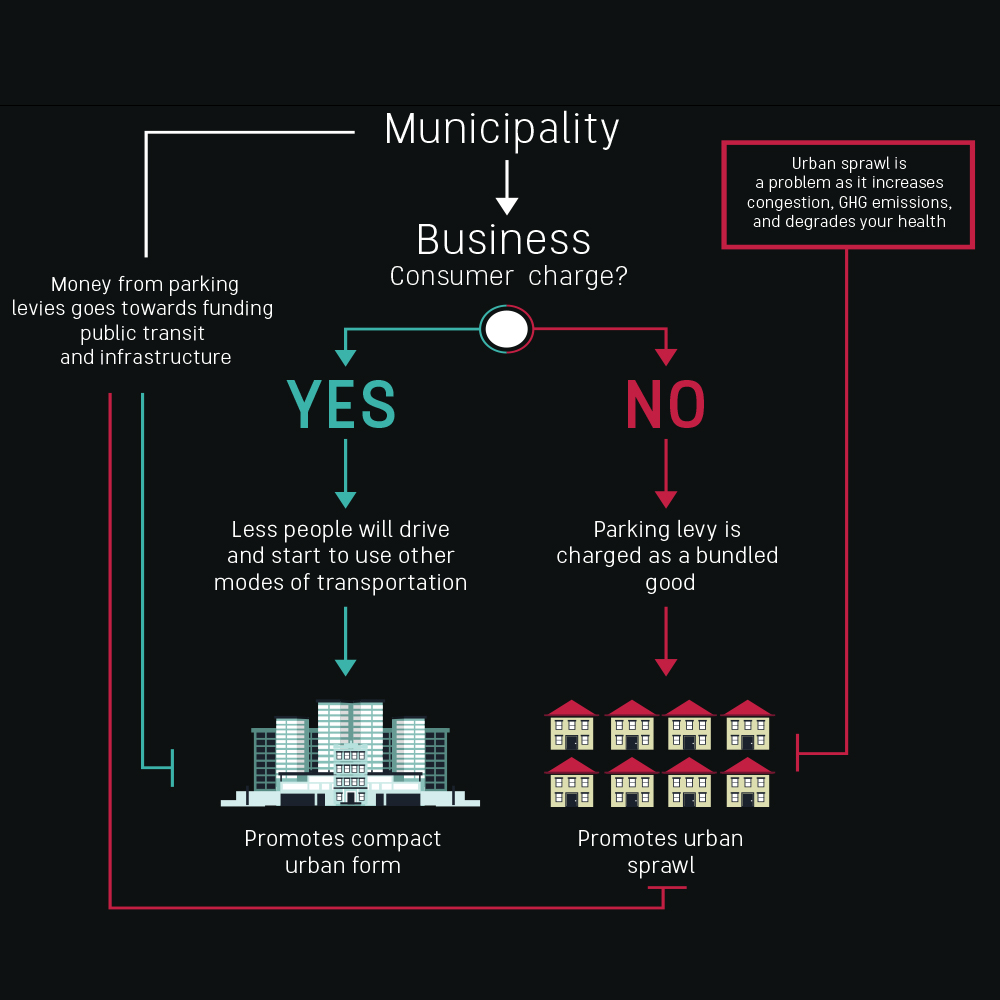 Municipality
Business
Consumer charge?
Urban sprawl is
a problem as it increases
congestion, GHG emissions,
and degrades your health
Money from parking
levies goes towards funding
public transit
and infrastructure
YES
NO
Less people will drive
and start to use other
modes of transportation
Parking levy is
charged as a bundled
good
Promotes compact
urban form
Promotes urban
sprawl